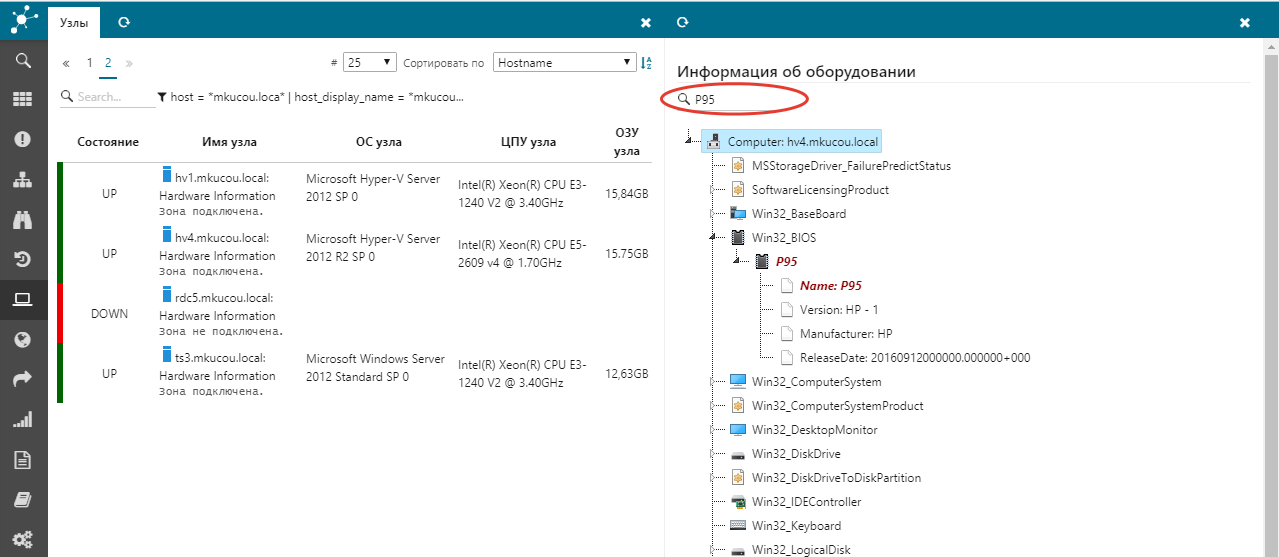 Узлы
« 1 2 »
# 25 Сортировать по Hostname
Search... host = *mkucou.loca* | host_display_name = *mkucou...
Состояние Имя узла ОС узла ЦПУ узла ОЗУ узла
UP
hv1.mkucou.local:
Hardware Information
Зона подключена.
Microsoft Hyper-V Server
2012 SP 0
Intel(R) Xeon(R) CPU E3-
1240 V2 @ 3.40GHz
15,84GB
UP
hv4.mkucou.local:
Hardware Information
Зона подключена.
Microsoft Hyper-V Server
2012 R2 SP 0
Intel(R) Xeon(R) CPU E5-
2609 v4 @ 1.70GHz
15.75GB
DOWN
rdc5.mkucou.local:
Hardware Information
Зона не подключена.
UP
ts3.mkucou.local:
Hardware Information
Зона подключена.
Microsoft Windows Server
2012 Standard SP 0
Intel(R) Xeon(R) CPU E3-
1240 V2 @ 3.40GHz
12,63GB
Информация об оборудовании
P95
Computer: hv4.mkucou.local
MSStorageDriver_FailurePredictStatus
SoftwareLicensingProduct
Win32_BaseBoard
Win32_BIOS
P95
Name: P95
Version: HP - 1
Manufacturer: HP
ReleaseDate: 20160912000000.000000+000
Win32_ComputerSystem
Win32_ComputerSystemProduct
Win32_DesktopMonitor
Win32_DiskDrive
Win32_DiskDriveToDiskPartition
Win32_IDEController
Win32_Keyboard
Win32_LogicalDisk